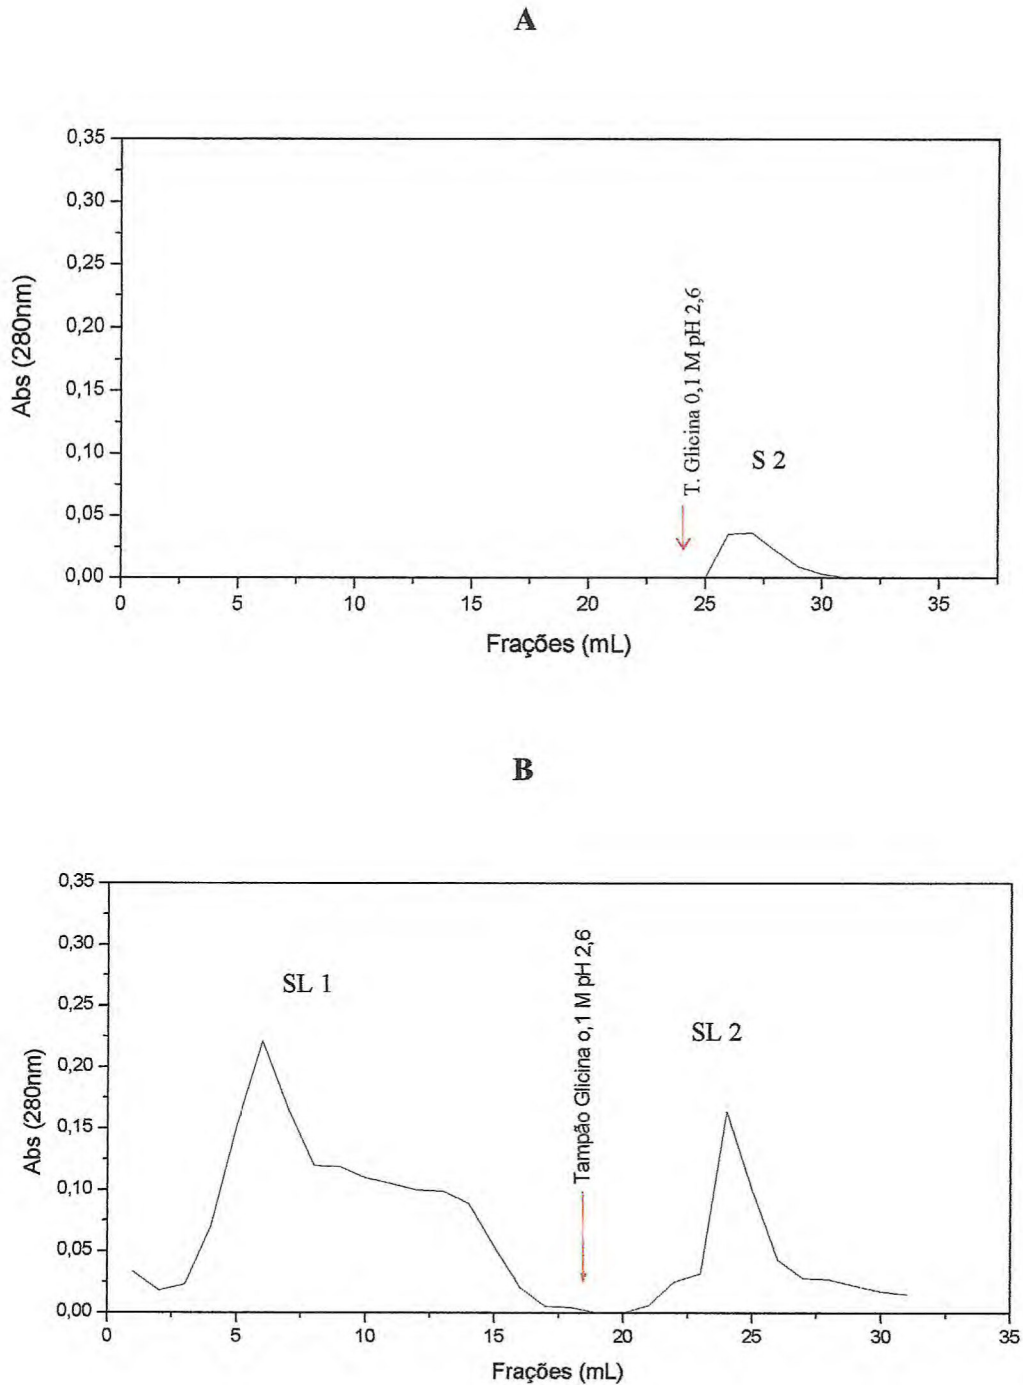 A
0,35
0,30
0,25
0,20
0,15
0,10
0,05
0,00
Abs (280nm)
T. Glicina 0,1 M pH 2,6
S 2
0 5 10 15 20 25 30 35
Frações (mL)
B
0,35
0,30
0,25
0,20
0,15
0,10
0,05
0,00
Abs (280nm)
SL 1
Tampão Glicina o,1 M pH 2,6
SL 2
0 5 10 15 20 25 30 35
Frações (mL)